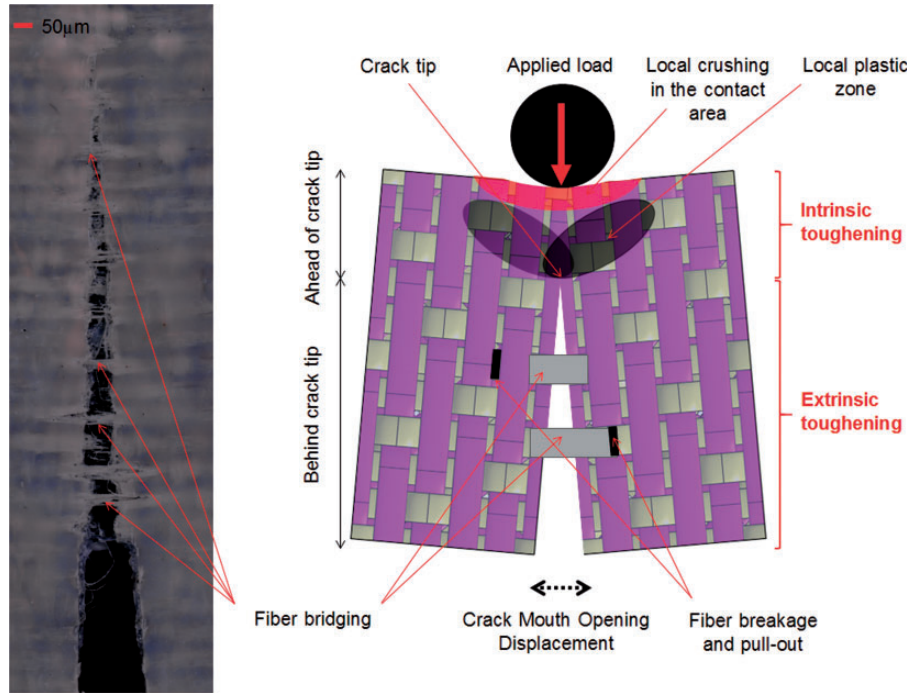 50µm
Crack tip
Applied load
Local crushing
in the contact
area
Local plastic
zone
Ahead of crack tip
Behind crack tip
Intrinsic
toughening
Extrinsic
toughening
Fiber bridging
Crack Mouth Opening
Displacement
Fiber breakage
and pull-out